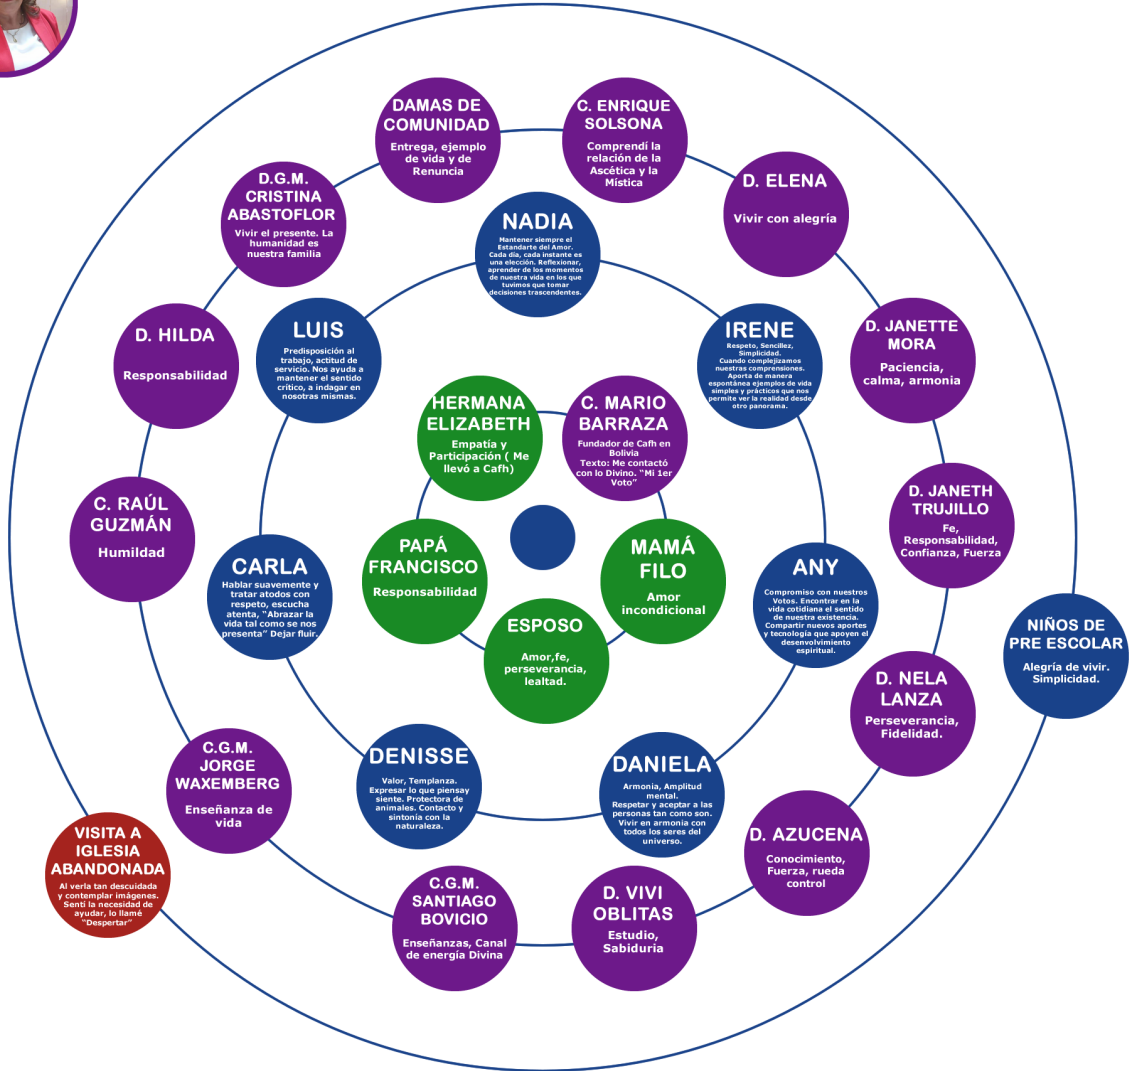 DAMAS DE
COMUNIDAD
Entrega, ejemplo
de vida y de
Renuncia
C. ENRIQUE
SOLSONA
Comprendí la
relación de la
Ascética y la
Mística
D.G.M.
CRISTINA
ABASTOFLOR
Vivir el presente. La
humanidad es
nuestra familia
D. ELENA
Vivir con alegría
NADIA
Mantener siempre el
Estandarte del Amor.
Cada día, cada instante es
una elección. Reflexionar,
aprender de los momentos
de nuestra vida en los que
tuvimos que tomar
decisiones trascendentes.
D. HILDA
Responsabilidad
LUIS
Predisposición al
trabajo, actitud de
servicio. Nos ayuda a
mantener el sentido
crítico, a indagar en
nosotras mismas.
IRENE
Respeto, Sencillez,
Simplicidad.
Cuando complejizamos
nuestras comprensiones.
Aporta de manera
espontánea ejemplos de vida
simples y prácticos que nos
permite ver la realidad desde
otro panorama.
D. JANETTE
MORA
Paciencia,
calma, armonia
HERMANA
ELIZABETH
Empatía y
Participación ( Me
llevó a Cafh)
C. MARIO
BARRAZA
Fundador de Cafh en
Bolivia
Texto: Me contactó
con lo Divino. “Mi 1er
Voto”
C. RAÚL
GUZMÁN
Humildad
D. JANETH
TRUJILLO
Fe,
Responsabilidad,
Confianza, Fuerza
CARLA
Hablar suavemente y
tratar atodos con
respeto, escucha
atenta, “Abrazar la
vida tal como se nos
presenta” Dejar fluir.
PAPÁ
FRANCISCO
Responsabilidad
MAMÁ
FILO
Amor
incondicional
ANY
Compromiso con nuestros
Votos. Encontrar en la
vida cotidiana el sentido
de nuestra existencia.
Compartir nuevos aportes
y tecnología que apoyen el
desenvolvimiento
espiritual.
ESPOSO
Amor,fe,
perseverancia,
lealtad.
NIÑOS DE
PRE ESCOLAR
Alegría de vivir.
Simplicidad.
D. NELA
LANZA
Perseverancia,
Fidelidad.
C.G.M.
JORGE
WAXEMBERG
Enseñanza de
vida
DENISSE
Valor, Templanza.
Expresar lo que piensay
siente. Protectora de
animales. Contacto y
sintonía con la
naturaleza.
DANIELA
Armonia, Amplitud
mental.
Respetar y aceptar a las
personas tan como son.
Vivir en armonia con
todos los seres del
universo.
VISITA A
IGLESIA
ABANDONADA
Al verla tan descuidada
y contemplar imágenes.
Sentí la necesidad de
ayudar, lo llamé
“Despertar”
D. AZUCENA
Conocimiento,
Fuerza, rueda
control
C.G.M.
SANTIAGO
BOVICIO
Enseñanzas, Canal
de energía Divina
D. VIVI
OBLITAS
Estudio,
Sabiduria